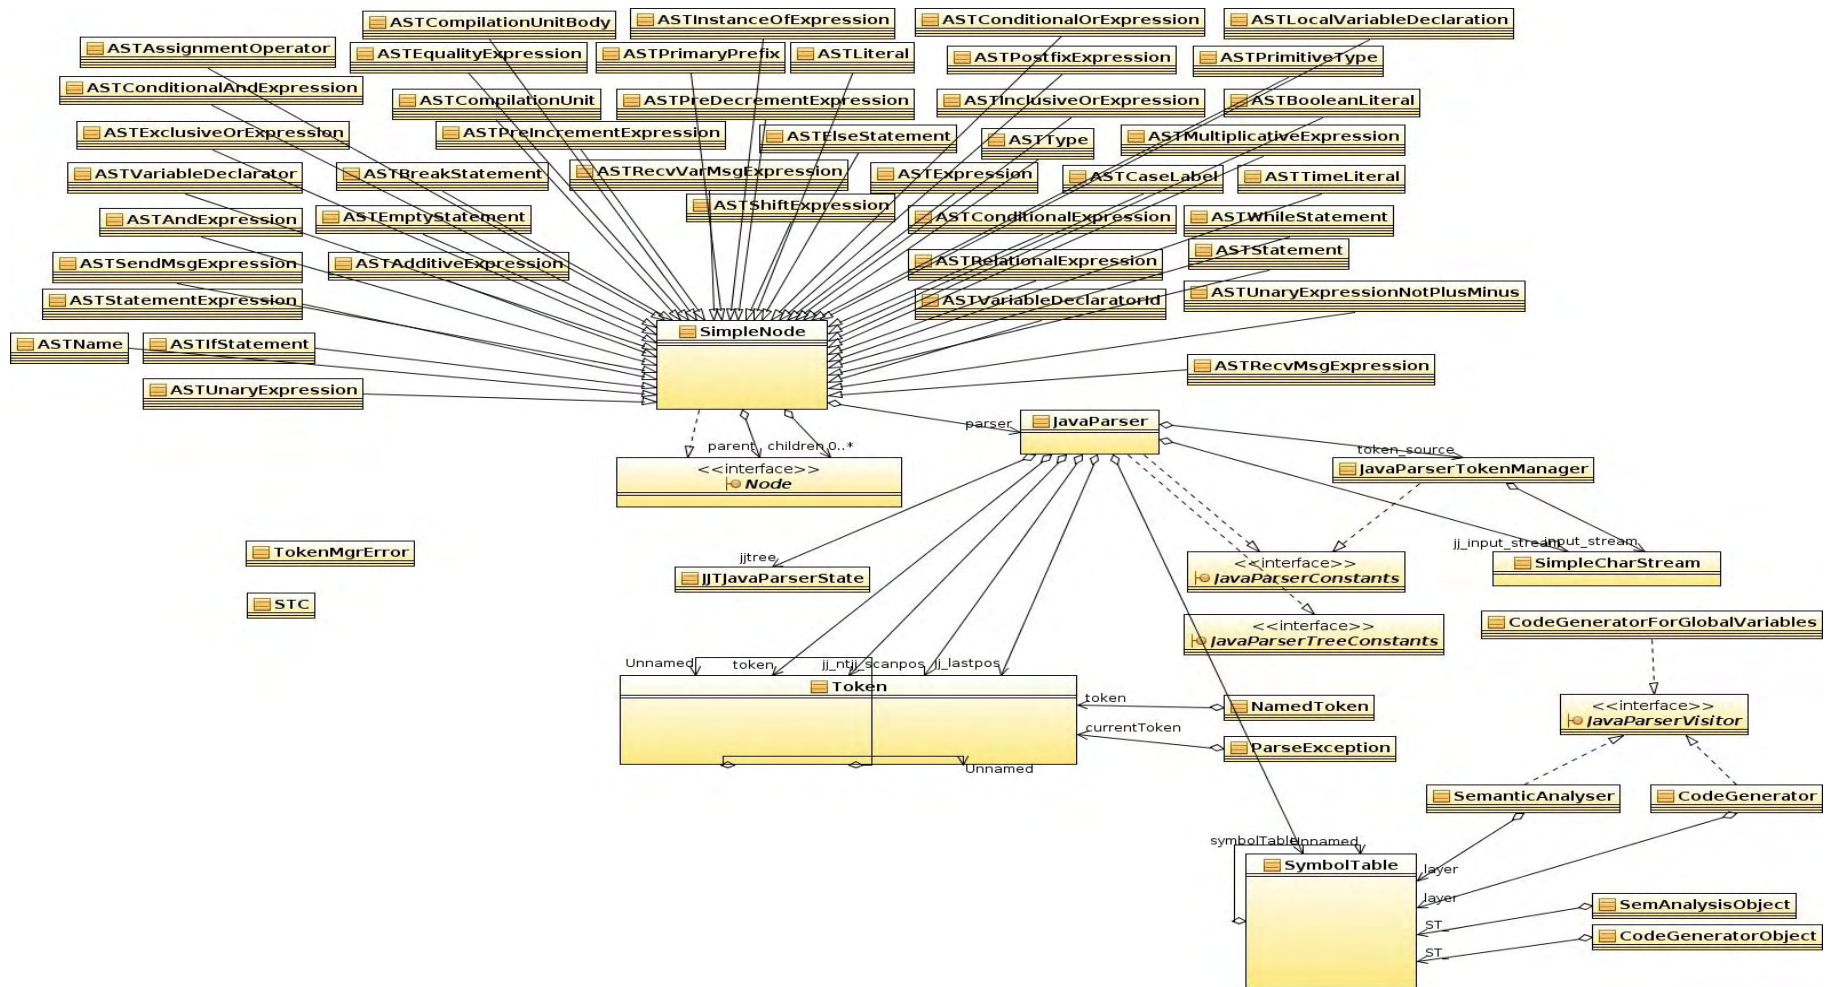 ASTCompilationUnitBody
ASTInstanceOfExpression
ASTConditionalOrExpression
ASTLocalVariableDeclaration
ASTAssignmentOperator
ASTEqualityExpression
ASTPrimaryPrefix
ASTLiteral
ASTPostfixExpression
ASTPrimitiveType
ASTConditionalAndExpression
ASTCompilationUnit
ASTPreDecrementExpression
ASTInclusiveOrExpression
ASTBooleanLiteral
ASTExclusiveOrExpression
ASTPreIncrementExpression
ASTElseStatement
ASTType
ASTMultiplicativeExpression
ASTVariableDeclarator
ASTBreakStatement
ASTRecvVarMsgExpression
ASTExpression
ASTCaseLabel
ASTTimeLiteral
ASTShiftExpression
ASTAndExpression
ASTEmptyStatement
ASTConditionalExpression
ASTWhileStatement
ASTSendMsgExpression
ASTAdditiveExpression
ASTRelationalExpression
ASTStatement
ASTStatementExpression
ASTVariableDeclaratorId
ASTUnaryExpressionNotPlusMinus
SimpleNode
ASTName
ASTIfStatement
ASTRecvMsgExpression
ASTUnaryExpression
parser
JavaParser
parent
children 0..*
token_source
<<interface>>
Node
JavaParserTokenManager
jj_input_stream
input_stream
TokenMgrError
jjtree
JJTJavaParserState
<<interface>>
JavaParserConstants
SimpleCharStream
STC
<<interface>>
JavaParserTreeConstants
CodeGeneratorForGlobalVariables
Unnamed
token
jj_nt
jj_scanpos
jj_lastpos
Token
token
NamedToken
<<interface>>
JavaParserVisitor
currentToken
ParseException
Unnamed
SemanticAnalyser
CodeGenerator
symbolTable
Unnamed
SymbolTable
layer
layer
SemAnalysisObject
ST_
CodeGeneratorObject
ST_